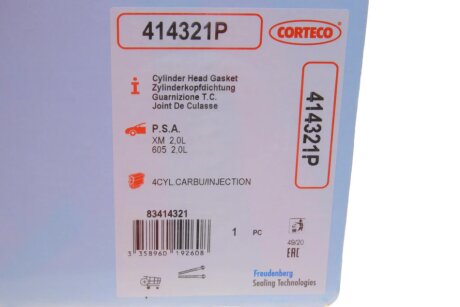 414321P
CORTECO
Cylinder Head Gasket
Zylinderkopfdichtung
Guarnizione T.C.
Joint De Culasse
414321P
P.S.A.
XM 2,0L
605 2,0L
4CYL.CARBU/INJECTION
83414321
3 358960 192608
1 PC
49/20
EAC
Freudenberg
Sealing Technologies